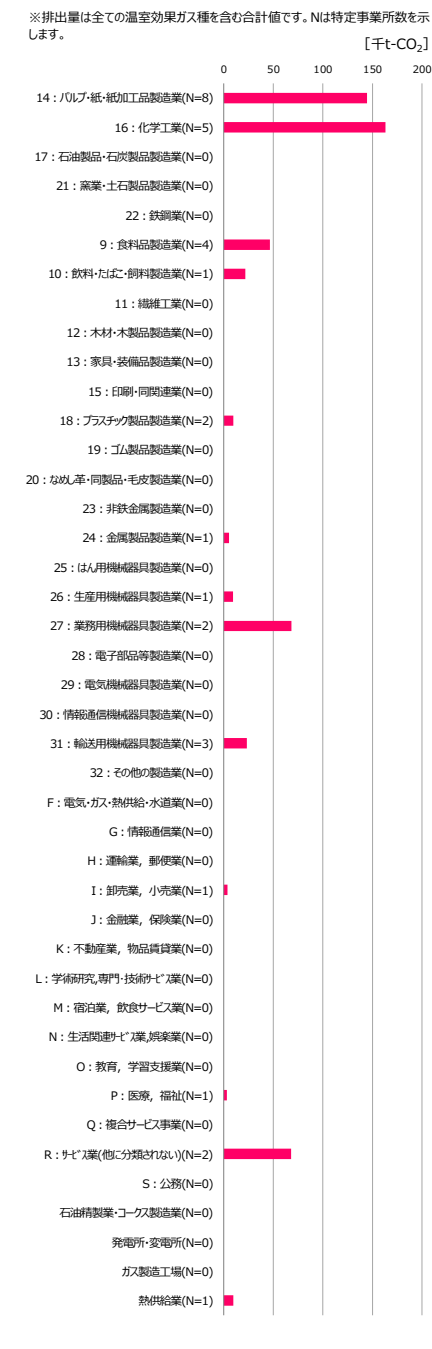 ※排出量は全ての温室効果ガス種を含む合計値です。Nは特定事業所数を示
します。
[千t-CO₂]
0 50 100 150 200
14：パルプ・紙・紙加工品製造業(N=8)
16：化学工業(N=5)
17：石油製品・石炭製品製造業(N=0)
21：窯業・土石製品製造業(N=0)
22：鉄鋼業(N=0)
9：食料品製造業(N=4)
10：飲料・たばこ・飼料製造業(N=1)
11：繊維工業(N=0)
12：木材・木製品製造業(N=0)
13：家具・装備品製造業(N=0)
15：印刷・同関連業(N=0)
18：プラスチック製品製造業(N=2)
19：ゴム製品製造業(N=0)
20：なめし革・同製品・毛皮製造業(N=0)
23：非鉄金属製造業(N=0)
24：金属製品製造業(N=1)
25：はん用機械器具製造業(N=0)
26：生産用機械器具製造業(N=1)
27：業務用機械器具製造業(N=2)
28：電子部品等製造業(N=0)
29：電気機械器具製造業(N=0)
30：情報通信機械器具製造業(N=0)
31：輸送用機械器具製造業(N=3)
32：その他の製造業(N=0)
F：電気・ガス・熱供給・水道業(N=0)
G：情報通信業(N=0)
H：運輸業，郵便業(N=0)
I：卸売業，小売業(N=1)
J：金融業，保険業(N=0)
K：不動産業，物品賃貸業(N=0)
L：学術研究,専門・技術ｻｰﾋﾞｽ業(N=0)
M：宿泊業，飲食サービス業(N=0)
N：生活関連ｻｰﾋﾞｽ業,娯楽業(N=0)
O：教育，学習支援業(N=0)
P：医療，福祉(N=1)
Q：複合サービス事業(N=0)
R：ｻｰﾋﾞｽ業(他に分類されない)(N=2)
S：公務(N=0)
石油精製業・コークス製造業(N=0)
発電所・変電所(N=0)
ガス製造工場(N=0)
熱供給業(N=1)